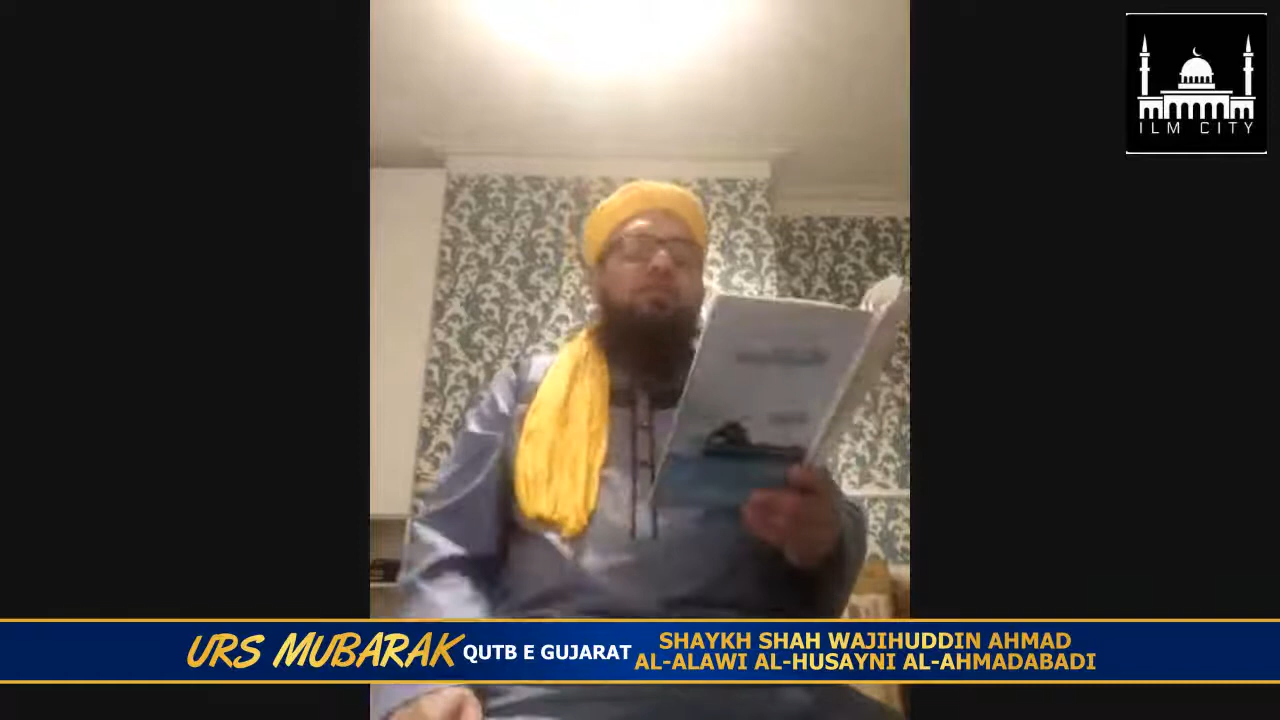 ILM CITY
URS MUBARAK QUTB E GUJARAT SHAYKH SHAH WAJIHUDDIN AHMAD
AL-ALAWI AL-HUSAYNI AL-AHMADABADI